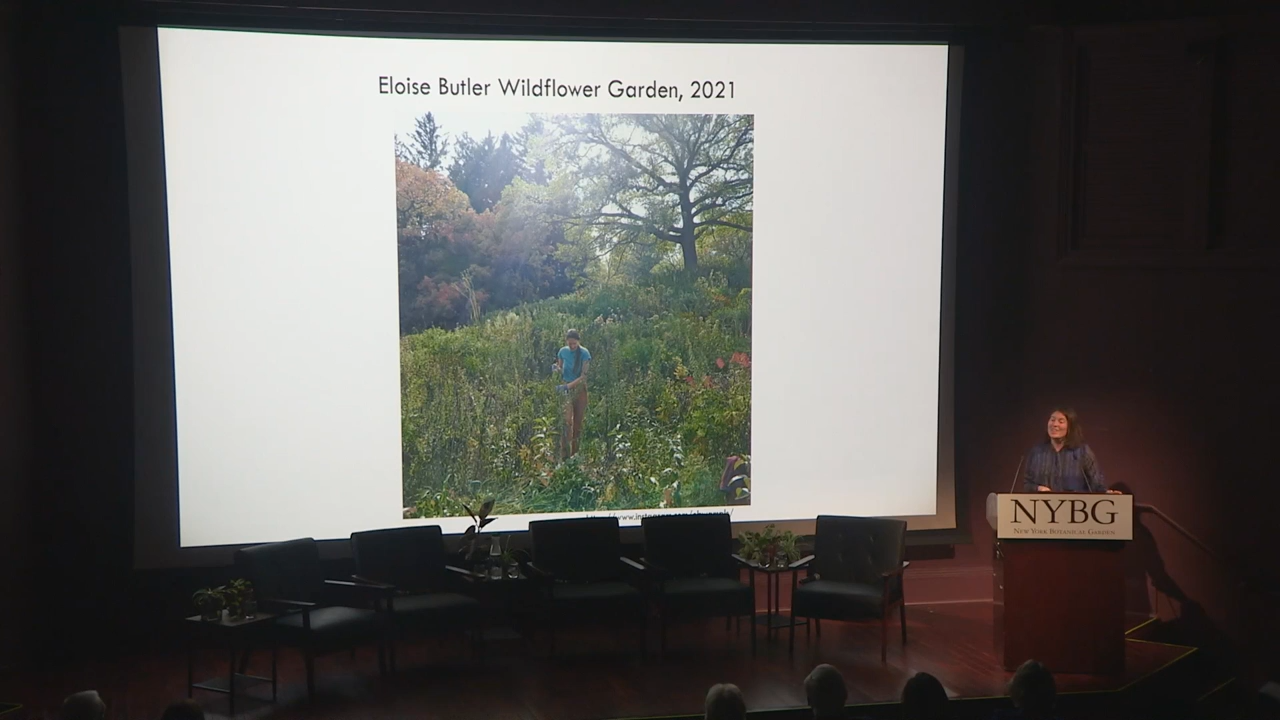 Eloise Butler Wildflower Garden, 2021
NYBG
New York Botanical Garden